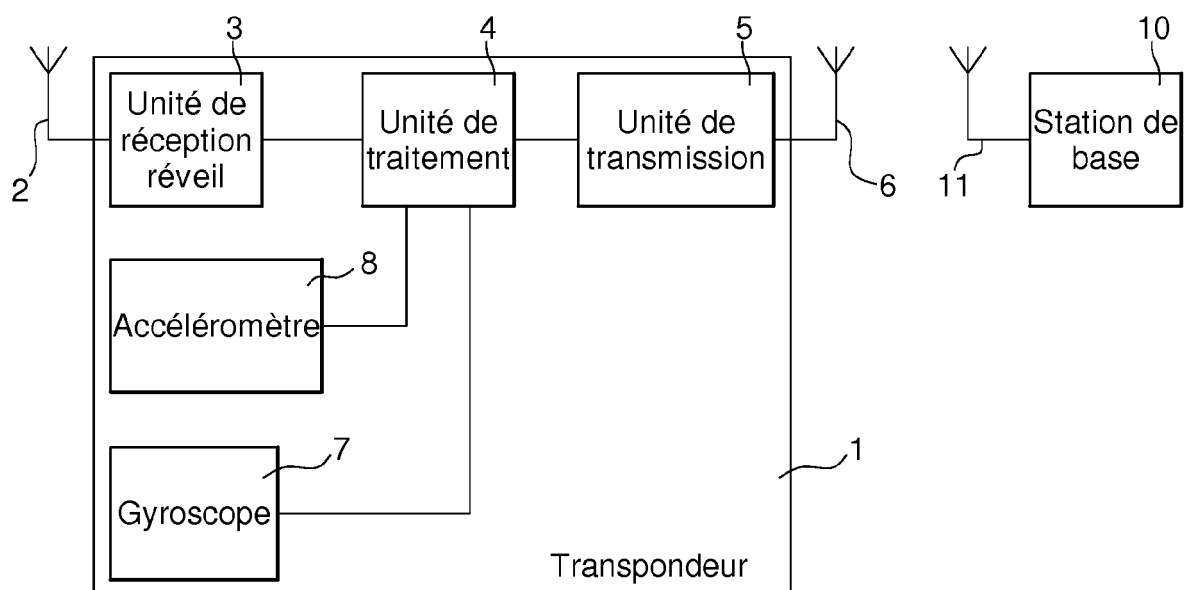 3
4
5
10
Unité de
réception
réveil
Unité de
traitement
Unité de
transmission
Station de
base
2
6
11
8
Accéléromètre
7
1
Gyroscope
Transpondeur